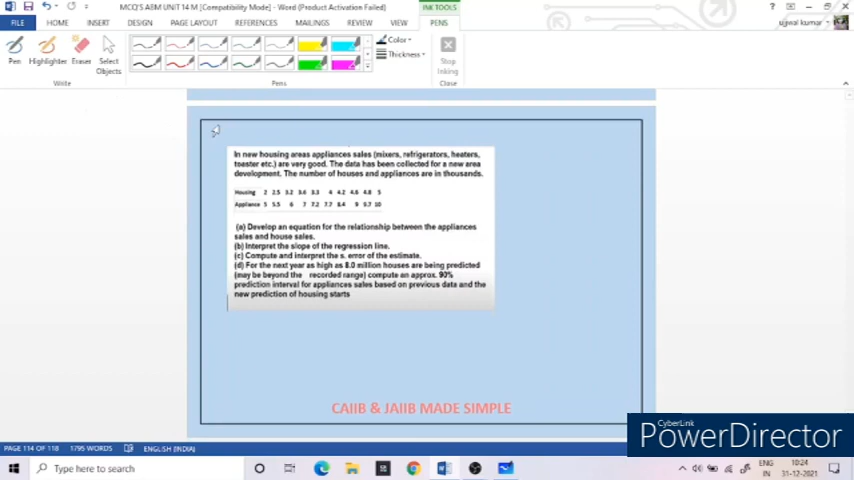 MCQ'S ABM UNIT 14 M [Compatibility Mode] - Word (Product Activation Failed)
INK TOOLS
FILE HOME INSERT DESIGN PAGE LAYOUT REFERENCES MAILINGS REVIEW VIEW PENS
ujjwal kumar
Pen Highlighter Eraser Select Objects
Color
Thickness
Stop Inking
Write Pens Close
In new housing areas appliances sales (mixers, refrigerators, heaters,
toaster etc.) are very good. The data has been collected for a new area
development. The number of houses and appliances are in thousands.
Housing 2 2.5 3.2 3.6 3.3 4 4.2 4.6 4.8 5
Appliance 5 5.5 6 7 7.2 7.7 8.4 9 9.7 10
(a) Develop an equation for the relationship between the appliances
sales and house sales.
(b) Interpret the slope of the regression line.
(c) Compute and interpret the s. error of the estimate.
(d) For the next year as high as 8.0 million houses are being predicted
(may be beyond the recorded range) compute an approx. 90%
prediction interval for appliances sales based on previous data and the
new prediction of housing starts
CAIIB & JAIIB MADE SIMPLE
CyberLink
PowerDirector
PAGE 114 OF 118 1795 WORDS ENGLISH (INDIA)
Type here to search
ENG
IN
10:24
31-12-2021